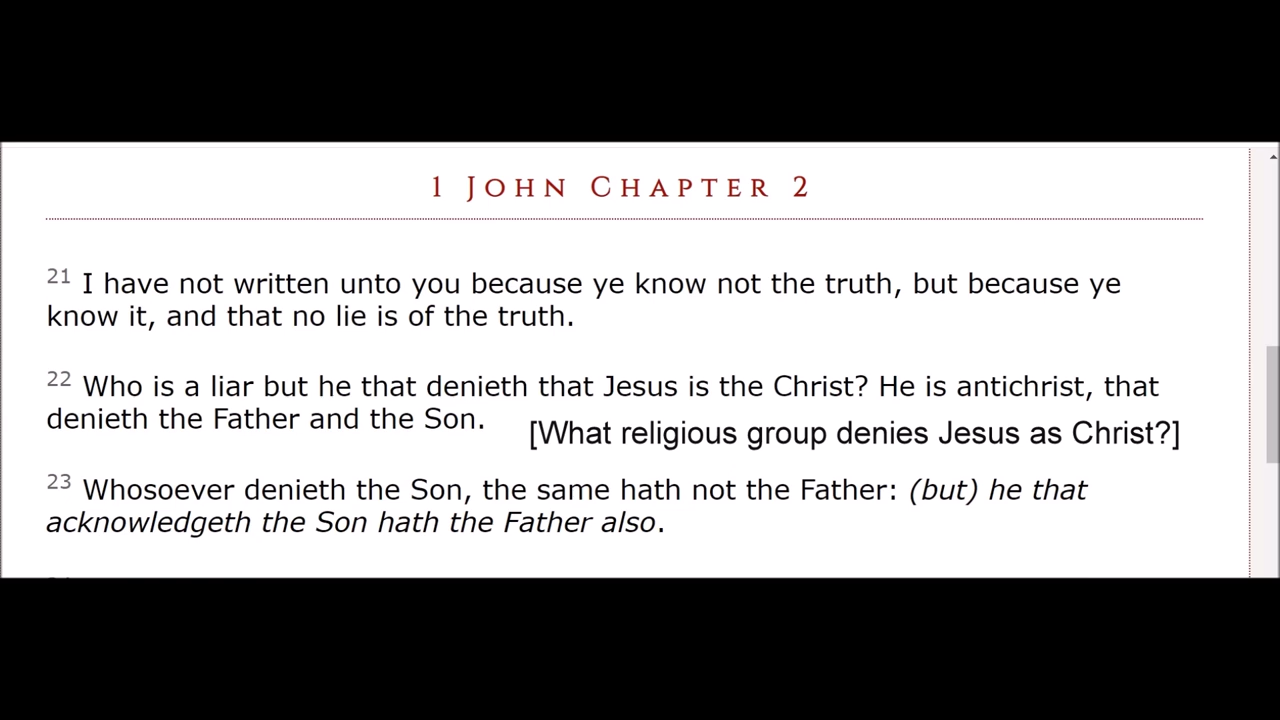 1 John Chapter 2
21 I have not written unto you because ye know not the truth, but because ye
know it, and that no lie is of the truth.
22 Who is a liar but he that denieth that Jesus is the Christ? He is antichrist, that
denieth the Father and the Son.
[What religious group denies Jesus as Christ?]
23 Whosoever denieth the Son, the same hath not the Father: (but) he that
acknowledgeth the Son hath the Father also.